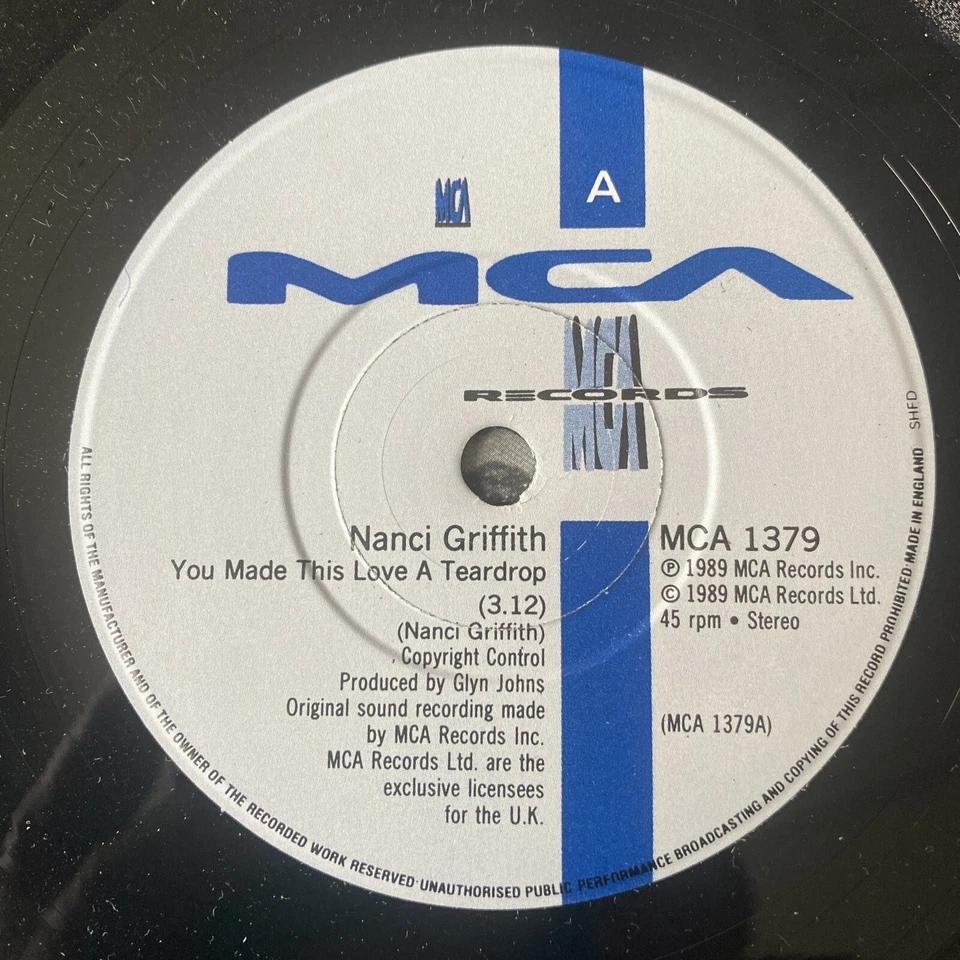 A
MCA
MCA
MCA
RECORDS
MCA
Nanci Griffith
You Made This Love A Teardrop
(3.12)
(Nanci Griffith)
Copyright Control
Produced by Glyn Johns
Original sound recording made
by MCA Records Inc.
MCA Records Ltd. are the
exclusive licensees
for the U.K.
MCA 1379
℗ 1989 MCA Records Inc.
© 1989 MCA Records Ltd.
45 rpm • Stereo
(MCA 1379A)
ALL RIGHTS OF THE MANUFACTURER AND OF THE OWNER OF THE RECORDED WORK RESERVED·UNAUTHORISED PUBLIC PERFORMANCE BROADCASTING AND COPYING OF THIS RECORD PROHIBITED·MADE IN ENGLAND SHFD